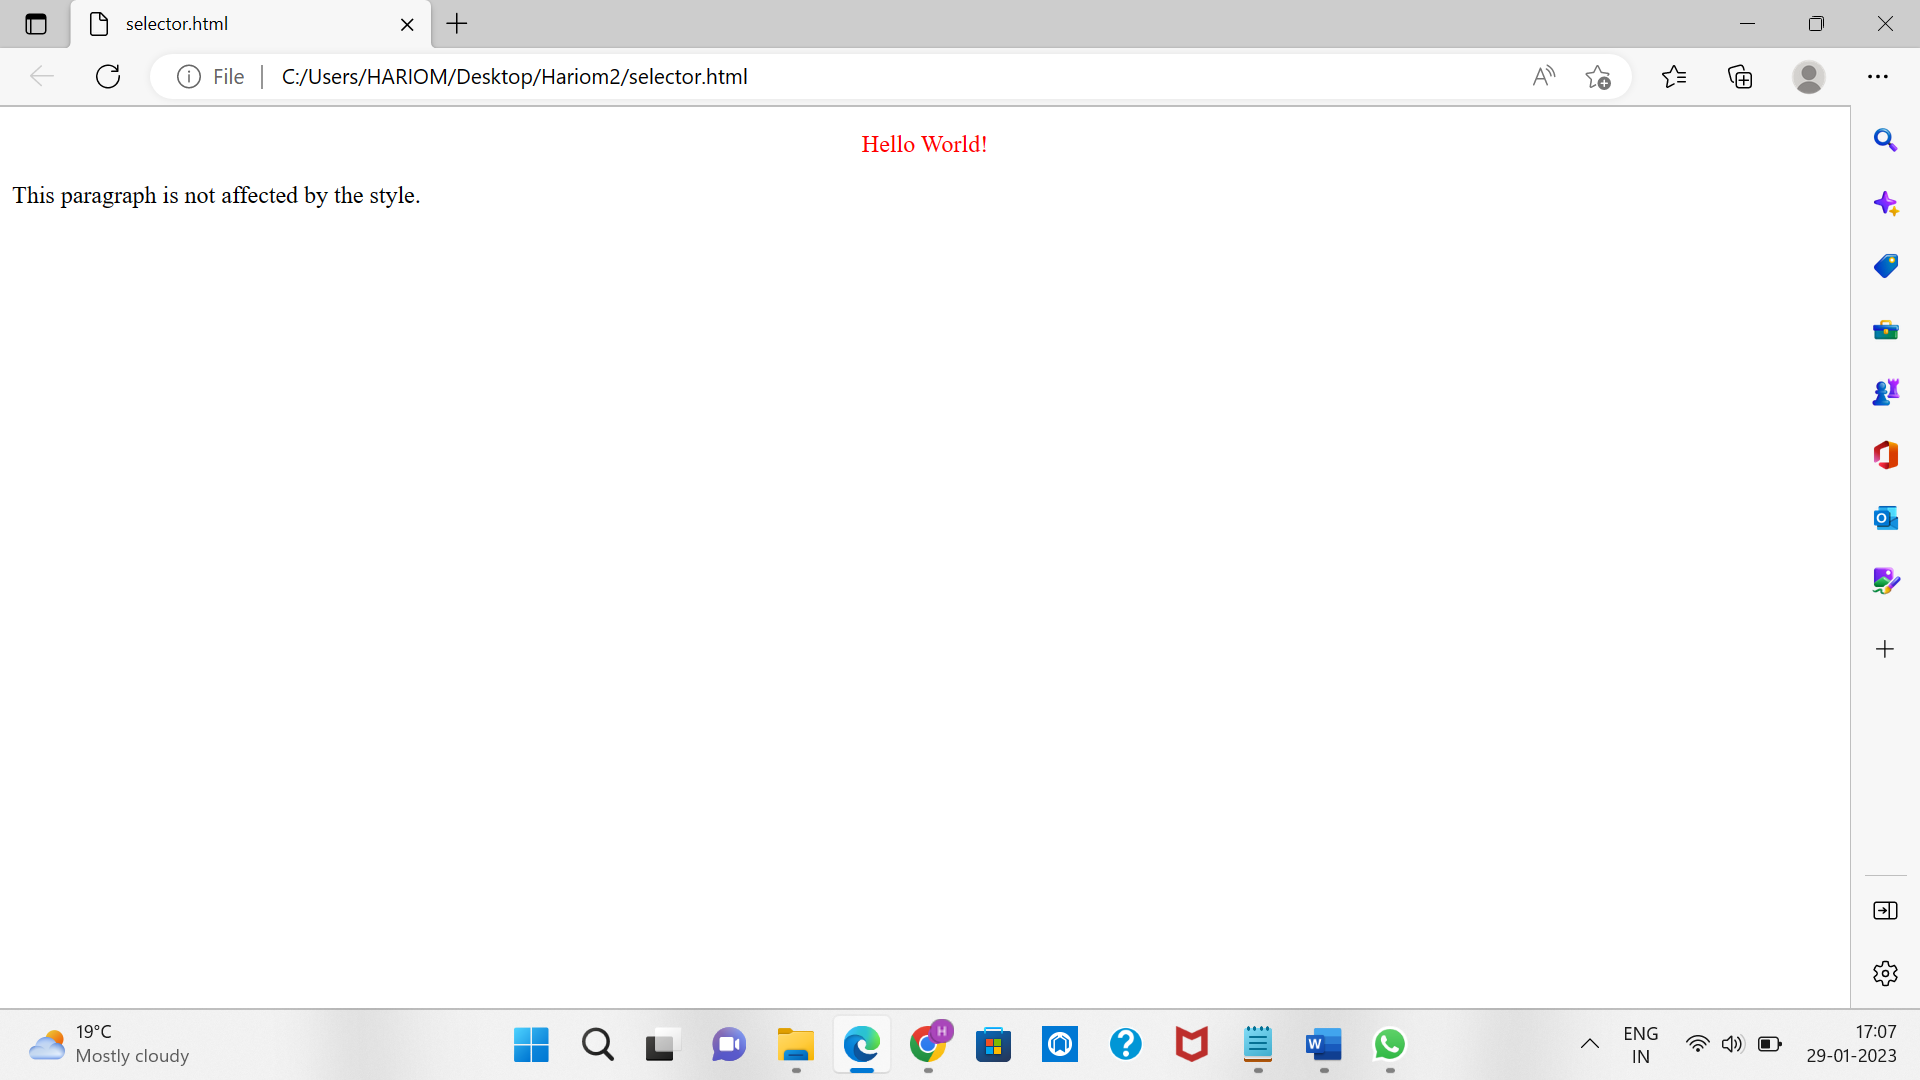 selector.html
File
C:/Users/HARIOM/Desktop/Hariom2/selector.html
Hello World!
This paragraph is not affected by the style.
19°C
Mostly cloudy
H
W
ENG
IN
17:07
29-01-2023